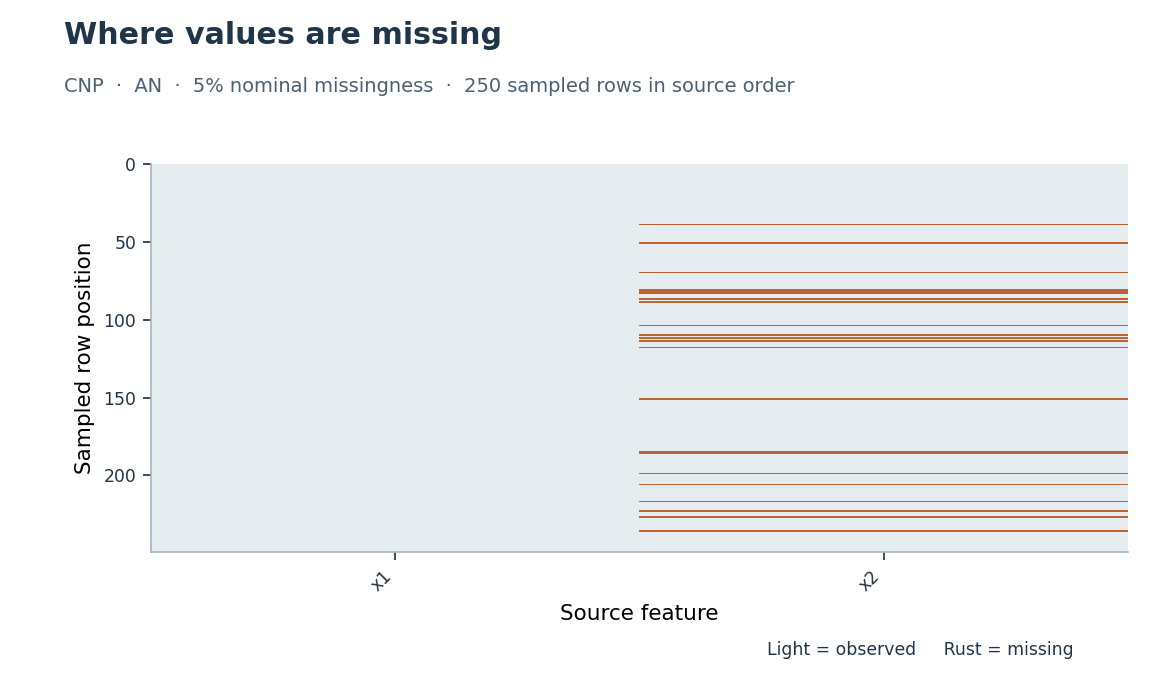 Where values are missing
CNP · AN · 5% nominal missingness · 250 sampled rows in source order
0
50
100
150
200
Sampled row position
x1
x2
Source feature
Light = observed Rust = missing